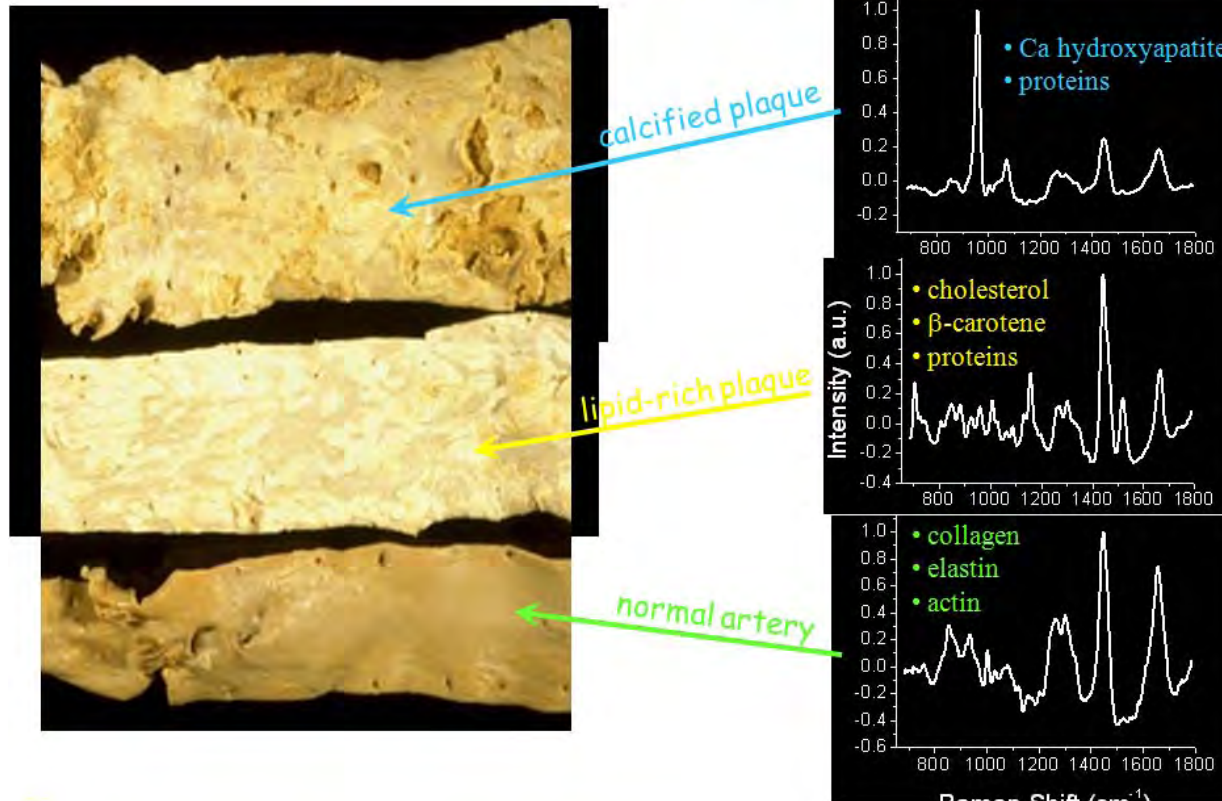 calcified plaque
lipid-rich plaque
normal artery
1.0
0.8
0.6
0.4
0.2
0.0
-0.2
• Ca hydroxyapatite
• proteins
800 1000 1200 1400 1600 1800
Intensity (a.u.)
1.0
0.8
0.6
0.4
0.2
0.0
-0.2
-0.4
• cholesterol
• β-carotene
• proteins
800 1000 1200 1400 1600 1800
1.0
0.8
0.6
0.4
0.2
0.0
-0.2
-0.4
-0.6
• collagen
• elastin
• actin
800 1000 1200 1400 1600 1800
Raman Shift (cm⁻¹)